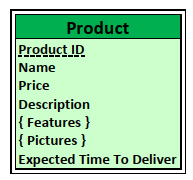 Product
Product ID
Name
Price
Description
{ Features }
{ Pictures }
Expected Time To Deliver